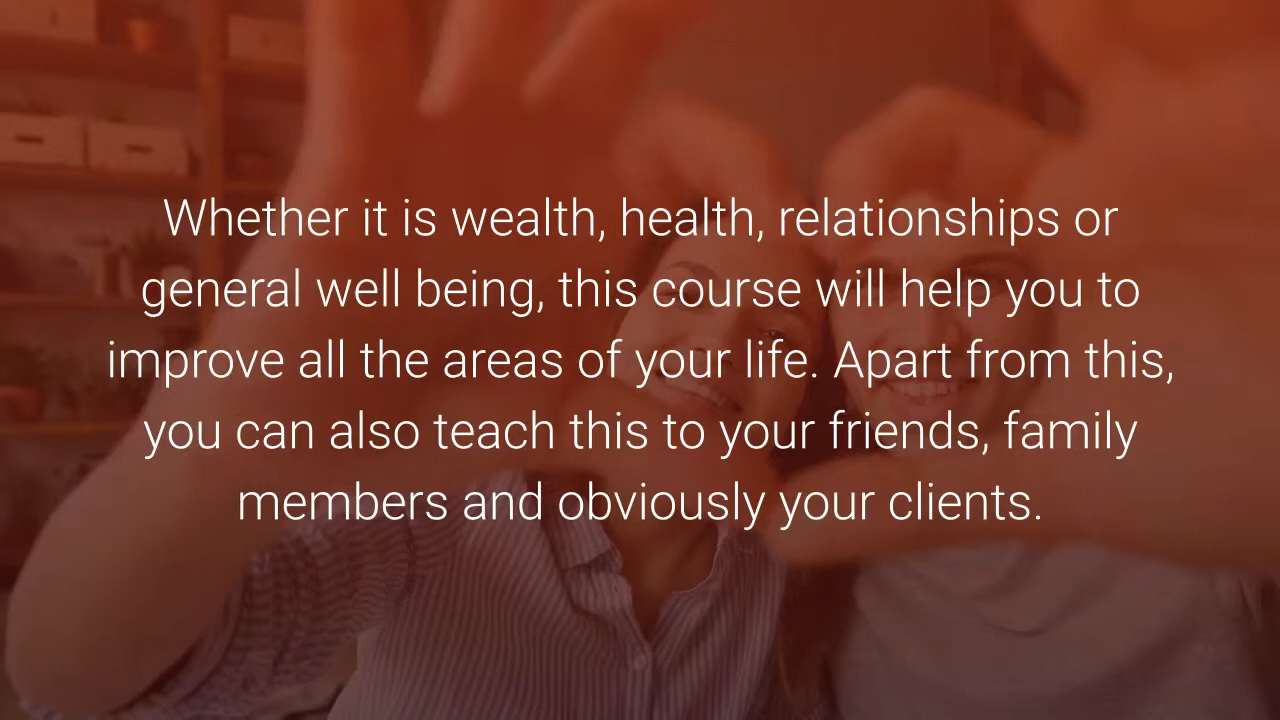 Whether it is wealth, health, relationships or
general well being, this course will help you to
improve all the areas of your life. Apart from this,
you can also teach this to your friends, family
members and obviously your clients.